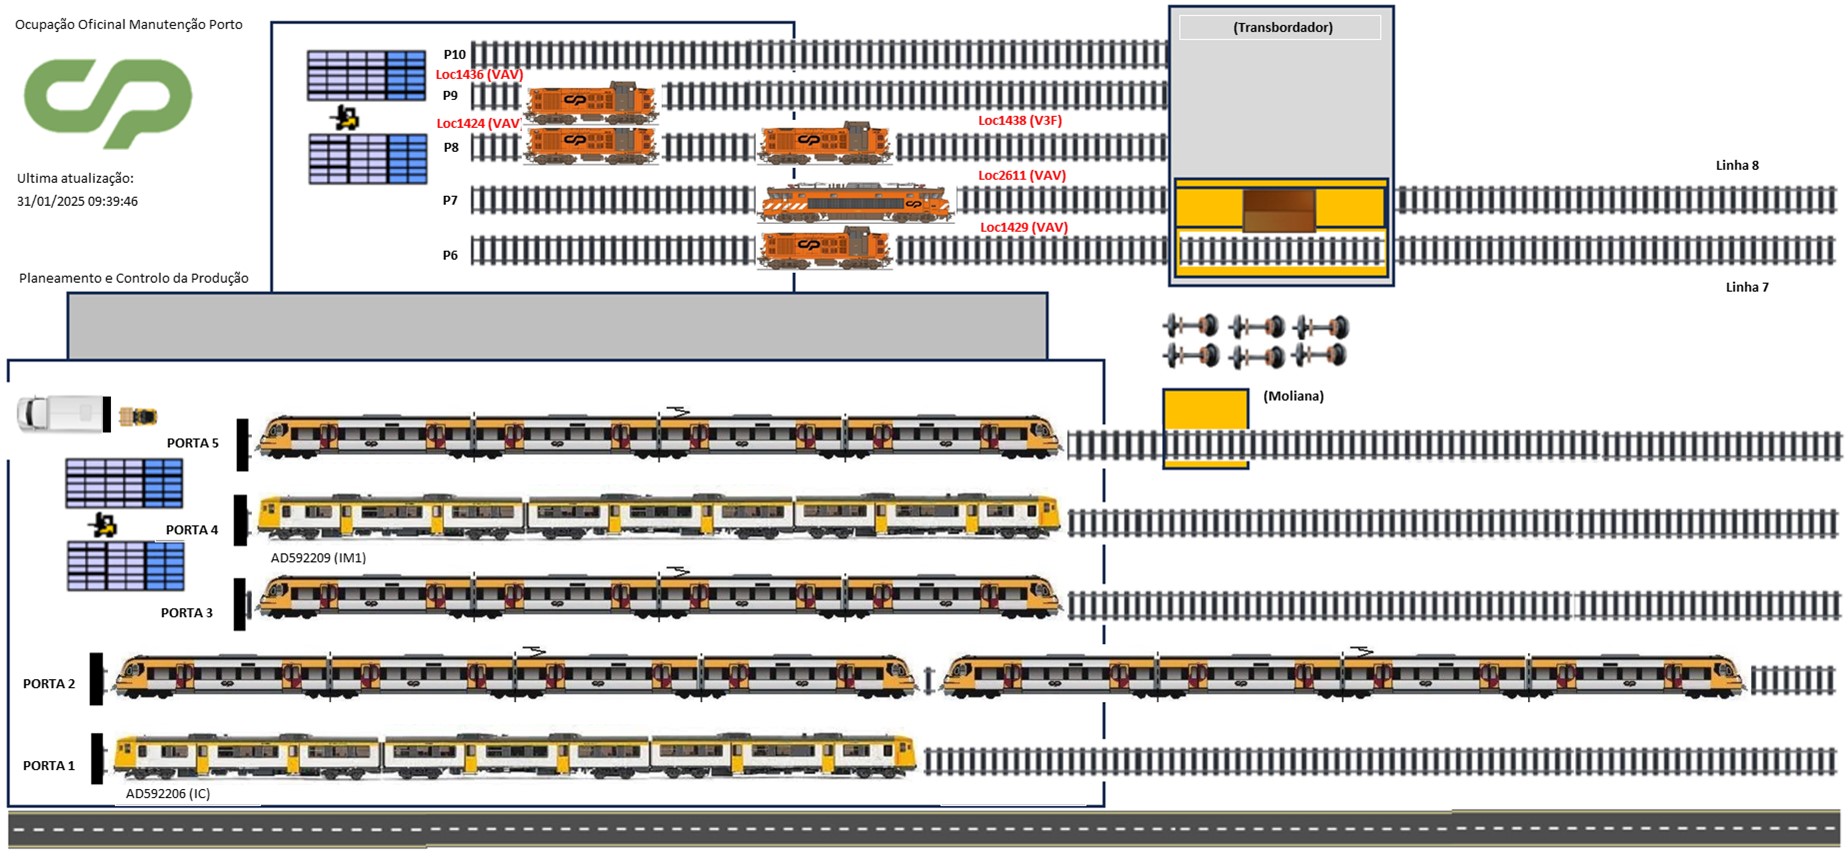 Ocupação Oficinal Manutenção Porto
CP
Ultima atualização:
31/01/2025 09:39:46
Planeamento e Controlo da Produção
(Transbordador)
P10
Loc1436 (VAV)
P9
Loc1424 (VAV)
Loc1438 (V3F)
P8
Loc2611 (VAV)
P7
Loc1429 (VAV)
P6
Linha 8
Linha 7
(Moliana)
PORTA 5
PORTA 4
AD592209 (IM1)
PORTA 3
PORTA 2
PORTA 1
AD592206 (IC)